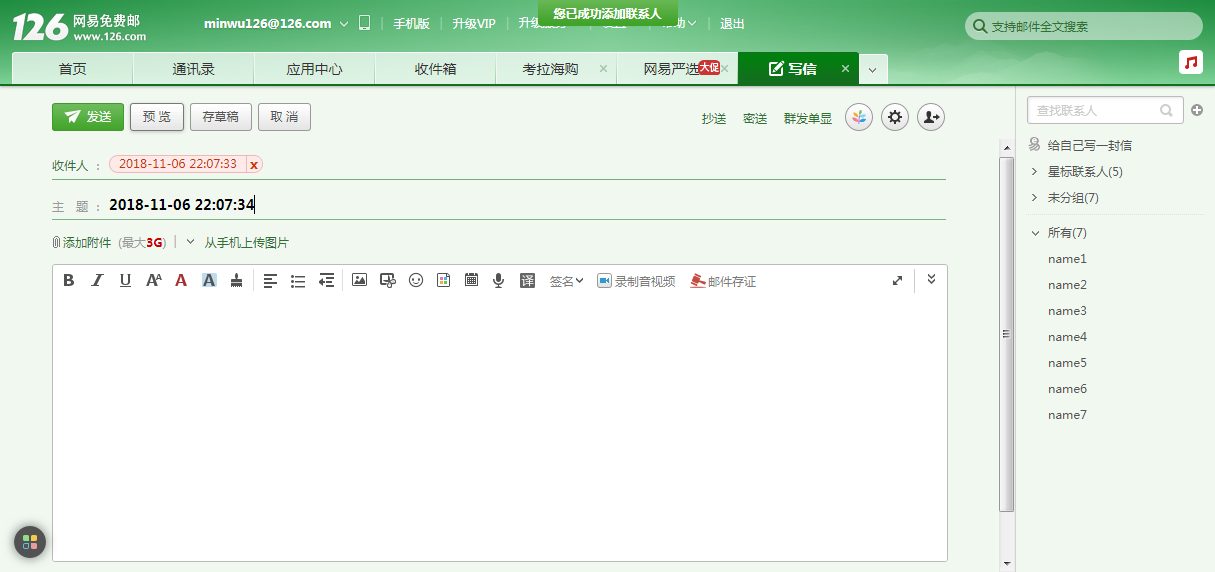 126 网易免费邮
www.126.com
minwu126@126.com
手机版
升级VIP
您已成功添加联系人
退出
支持邮件全文搜索
首页
通讯录
应用中心
收件箱
考拉海购
网易严选
大促
写信
发送
预 览
存草稿
取 消
抄送
密送
群发单显
收件人：
2018-11-06 22:07:33 x
主 题：
2018-11-06 22:07:34
添加附件 (最大3G)
从手机上传图片
B I U A A A
译
签名
录制音视频
邮件存证
查找联系人
给自己写一封信
星标联系人(5)
未分组(7)
所有(7)
name1
name2
name3
name4
name5
name6
name7